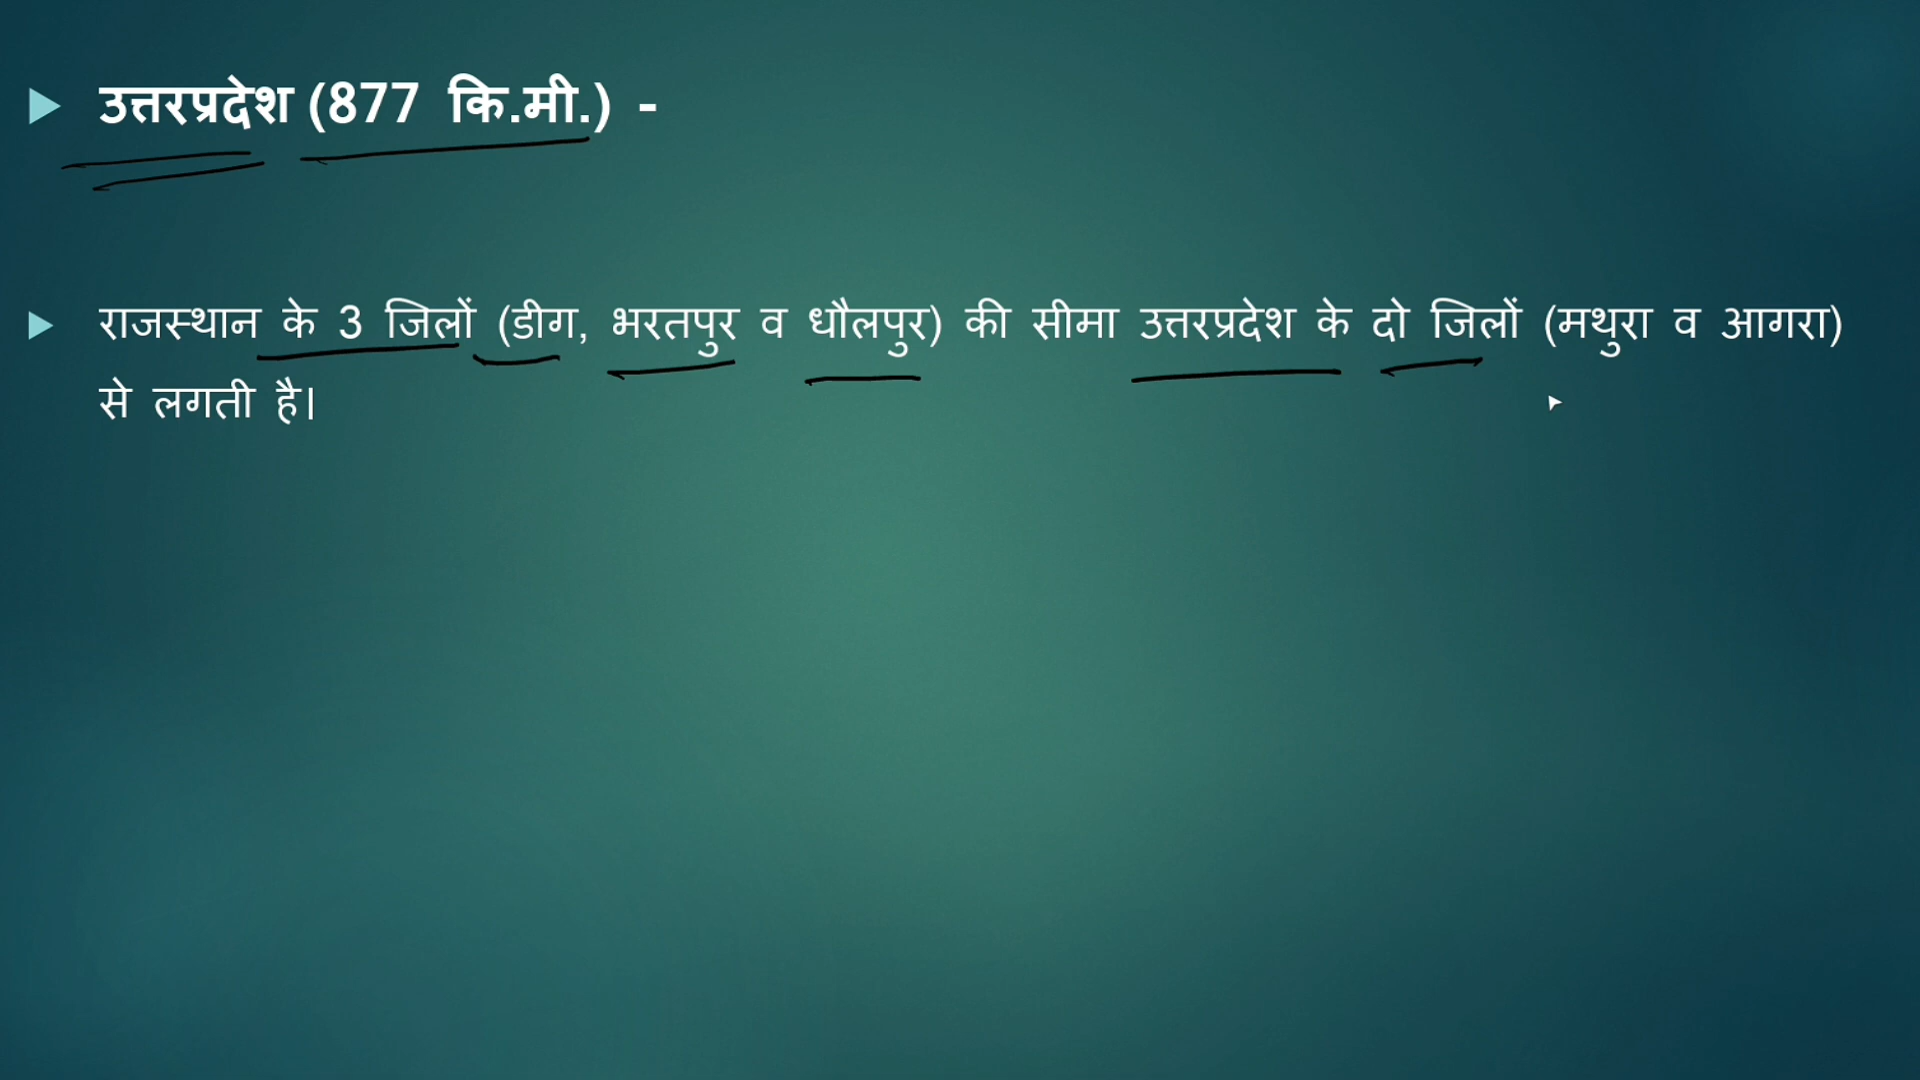 उत्तरप्रदेश (877 कि.मी.) -
राजस्थान के 3 जिलों (डीग, भरतपुर व धौलपुर) की सीमा उत्तरप्रदेश के दो जिलों (मथुरा व आगरा)
से लगती है।